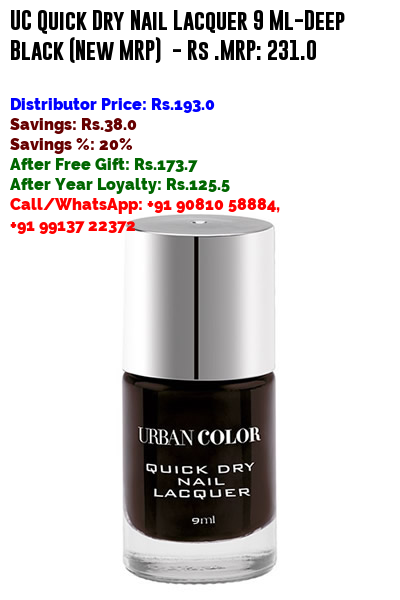 UC Quick Dry Nail Lacquer 9 Ml-Deep
Black (New MRP)  - Rs .MRP: 231.0
Distributor Price: Rs.193.0
Savings: Rs.38.0
Savings %: 20%
After Free Gift: Rs.173.7
After Year Loyalty: Rs.125.5
Call/WhatsApp: +91 90810 58884,
+91 99137 22372
URBAN COLOR
QUICK DRY
NAIL
LACQUER
9ml